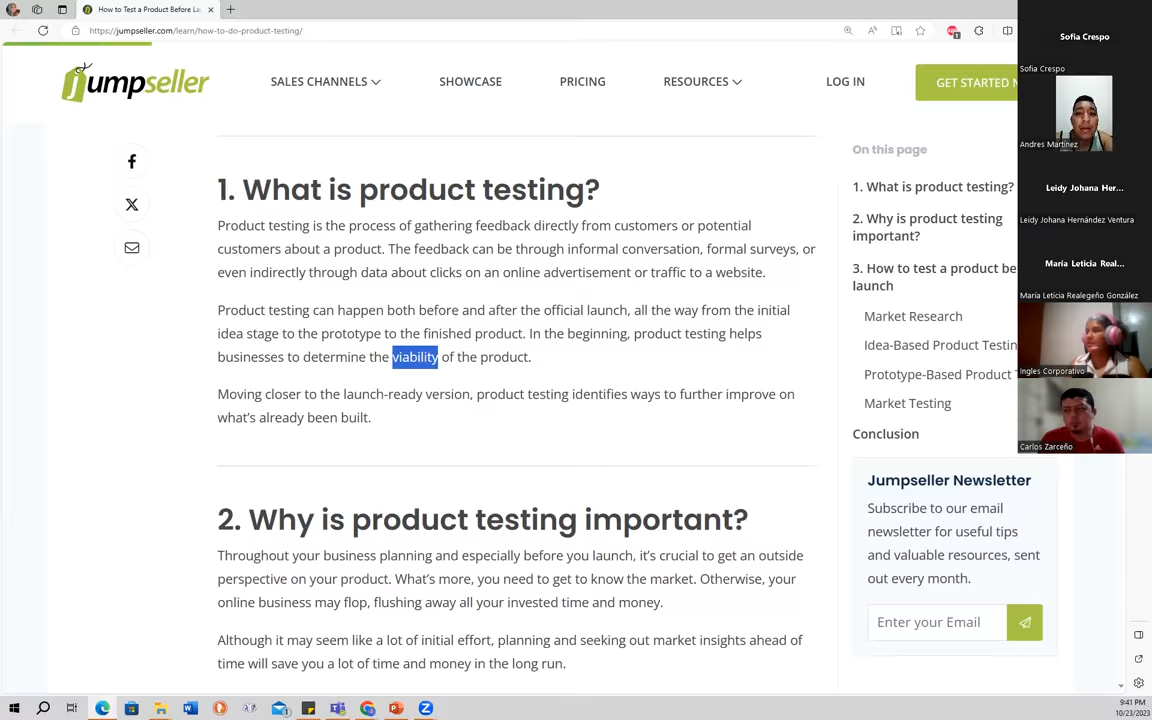 How to Test a Product Before La
https://jumpseller.com/learn/how-to-do-product-testing/
jumpseller
SALES CHANNELS
SHOWCASE
PRICING
RESOURCES
LOG IN
GET STARTED N
1. What is product testing?
Product testing is the process of gathering feedback directly from customers or potential
customers about a product. The feedback can be through informal conversation, formal surveys, or
even indirectly through data about clicks on an online advertisement or traffic to a website.
Product testing can happen both before and after the official launch, all the way from the initial
idea stage to the prototype to the finished product. In the beginning, product testing helps
businesses to determine the viability of the product.
Moving closer to the launch-ready version, product testing identifies ways to further improve on
what's already been built.
2. Why is product testing important?
Throughout your business planning and especially before you launch, it's crucial to get an outside
perspective on your product. What's more, you need to get to know the market. Otherwise, your
online business may flop, flushing away all your invested time and money.
Although it may seem like a lot of initial effort, planning and seeking out market insights ahead of
time will save you a lot of time and money in the long run.
On this page
1. What is product testing?
2. Why is product testing
important?
3. How to test a product be
launch
Market Research
Idea-Based Product Testin
Prototype-Based Product
Market Testing
Conclusion
Jumpseller Newsletter
Subscribe to our email
newsletter for useful tips
and valuable resources, sent
out every month.
Enter your Email
Sofia Crespo
Sofia Crespo
Andres Martinez
Leidy Johana Her...
Leidy Johana Hernández Ventura
María Leticia Real...
María Leticia Realegeño González
Ingles Corporativo
Carlos Zarceño
9:41 PM
10/23/2023